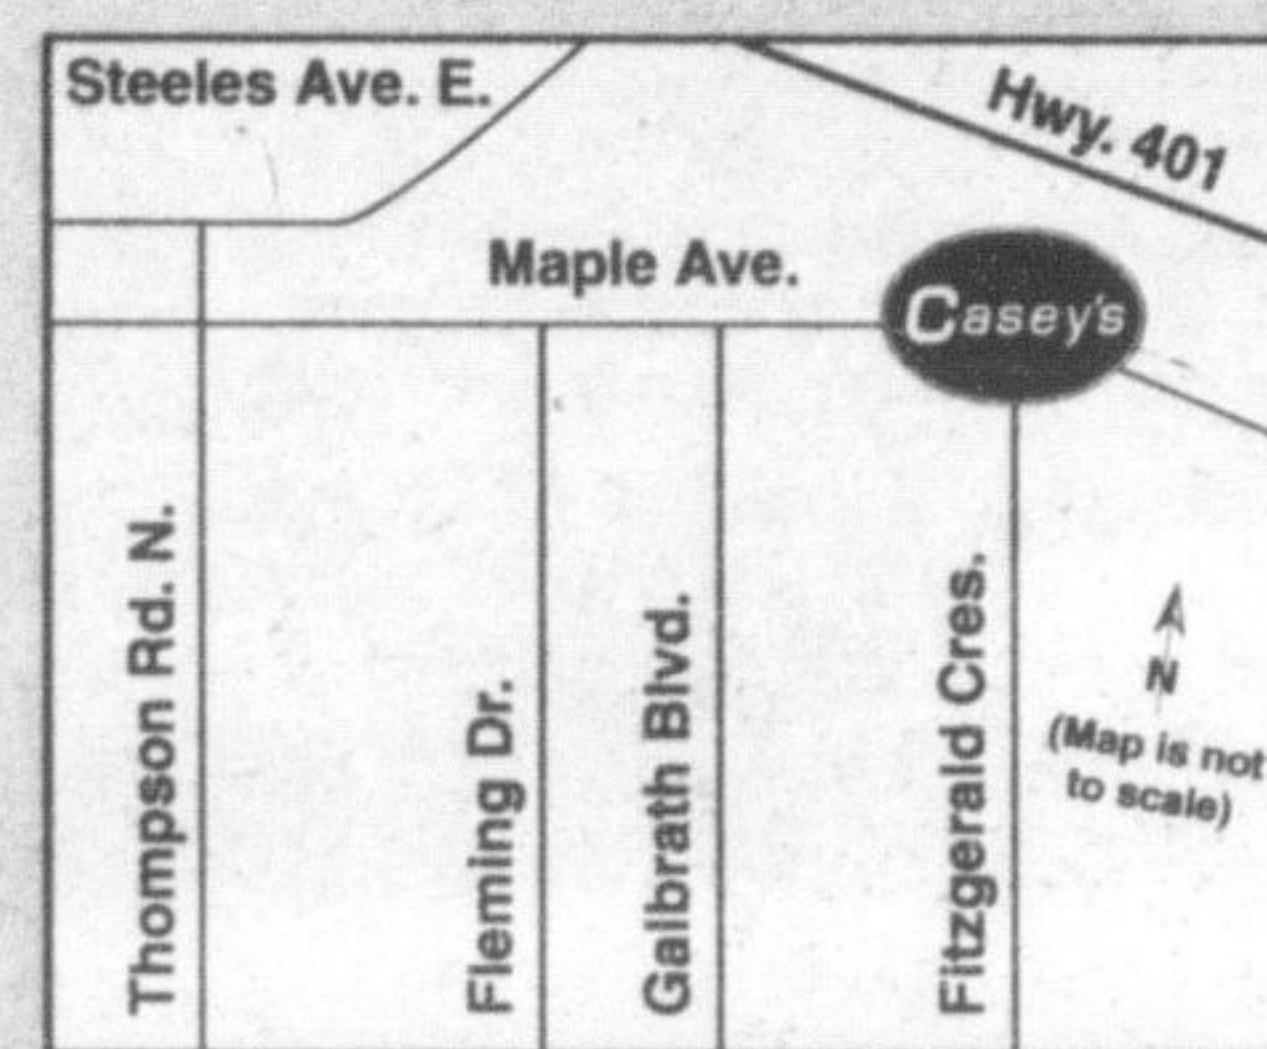 Steeles Ave. E.
Hwy. 401
Maple Ave.
Casey's
Thompson Rd. N.
Fleming Dr.
Galbrath Blvd.
Fitzgerald Cres.
N
(Map is not
to scale)